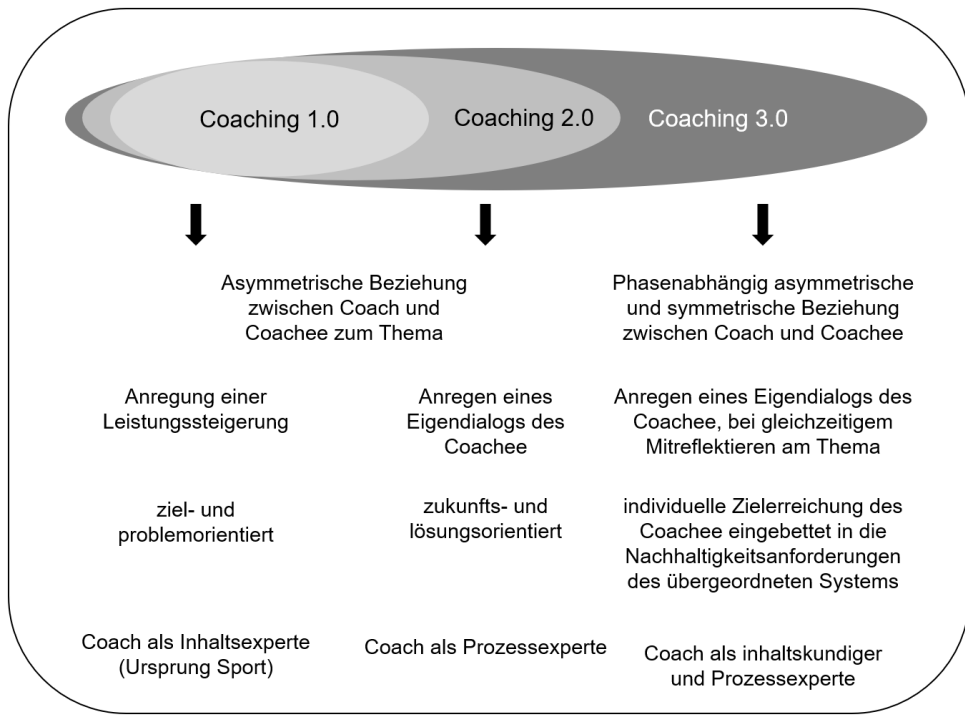 Coaching 1.0
Coaching 2.0
Coaching 3.0
Asymmetrische Beziehung
zwischen Coach und
Coachee zum Thema
Phasenabhängig asymmetrische
und symmetrische Beziehung
zwischen Coach und Coachee
Anregung einer
Leistungssteigerung
Anregen eines
Eigendialogs des
Coachee
Anregen eines Eigendialogs des
Coachee, bei gleichzeitigem
Mitreflektieren am Thema
ziel- und
problemorientiert
zukunfts- und
lösungsorientiert
individuelle Zielerreichung des
Coachee eingebettet in die
Nachhaltigkeitsanforderungen
des übergeordneten Systems
Coach als Inhaltsexperte
(Ursprung Sport)
Coach als Prozessexperte
Coach als inhaltskundiger
und Prozessexperte